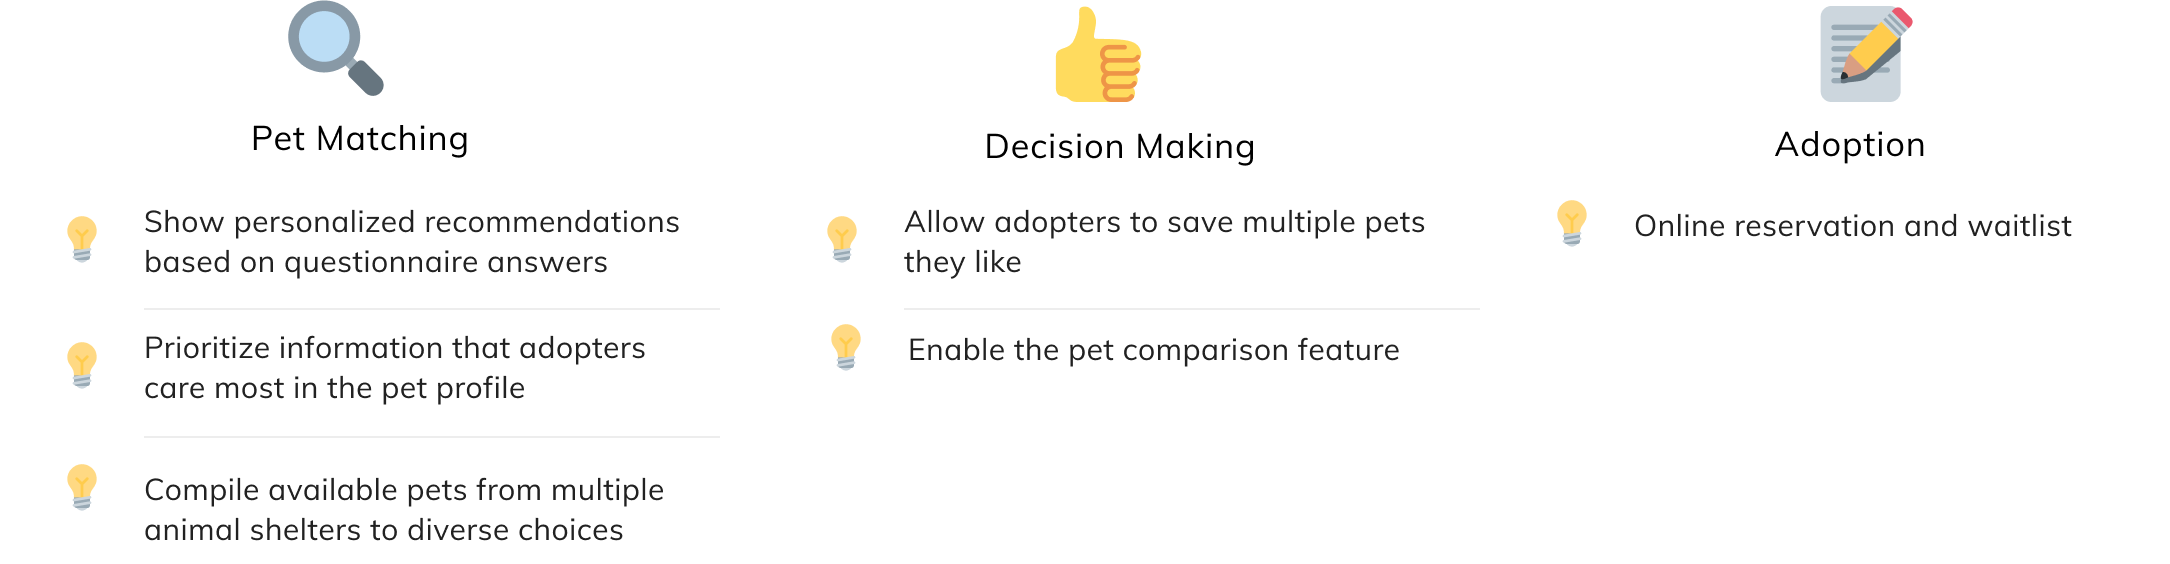 Pet Matching
Show personalized recommendations
based on questionnaire answers
Prioritize information that adopters
care most in the pet profile
Compile available pets from multiple
animal shelters to diverse choices
Decision Making
Allow adopters to save multiple pets
they like
Enable the pet comparison feature
Adoption
Online reservation and waitlist